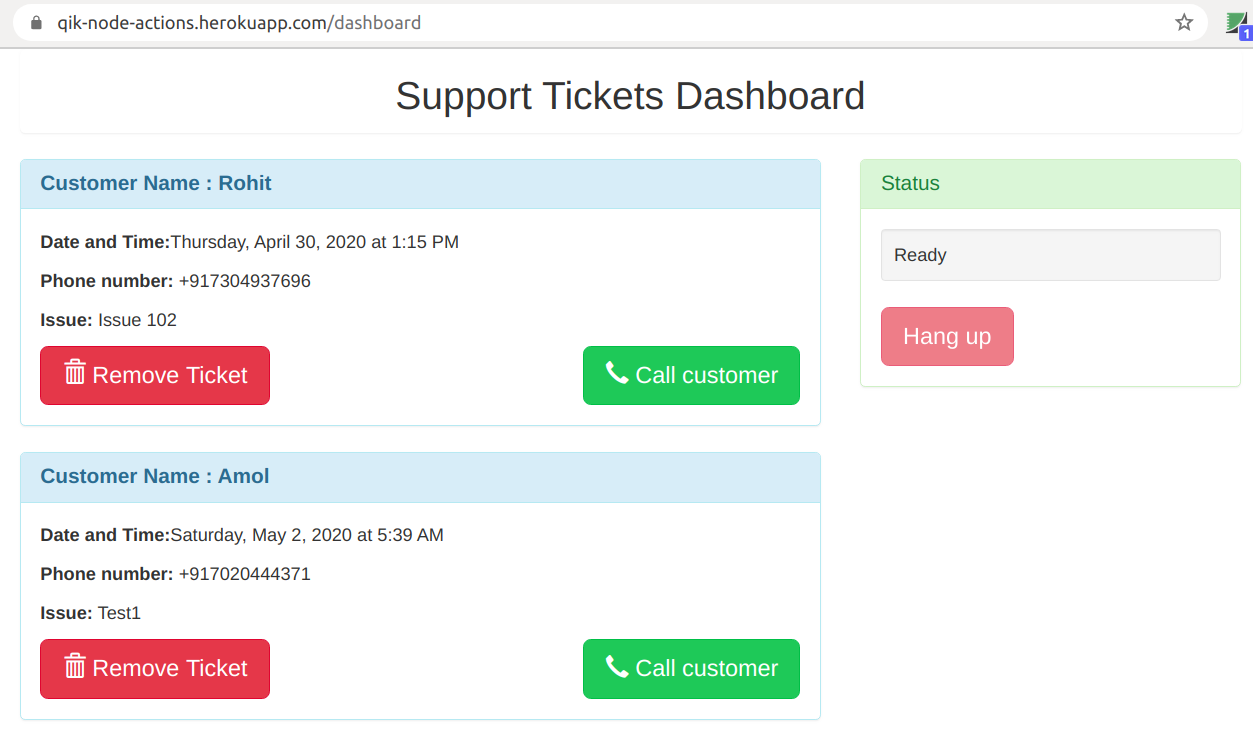 qik-node-actions.herokuapp.com/dashboard
1
Support Tickets Dashboard
Customer Name : Rohit
Date and Time:Thursday, April 30, 2020 at 1:15 PM
Phone number: +917304937696
Issue: Issue 102
Remove Ticket
Call customer
Customer Name : Amol
Date and Time:Saturday, May 2, 2020 at 5:39 AM
Phone number: +917020444371
Issue: Test1
Remove Ticket
Call customer
Status
Ready
Hang up